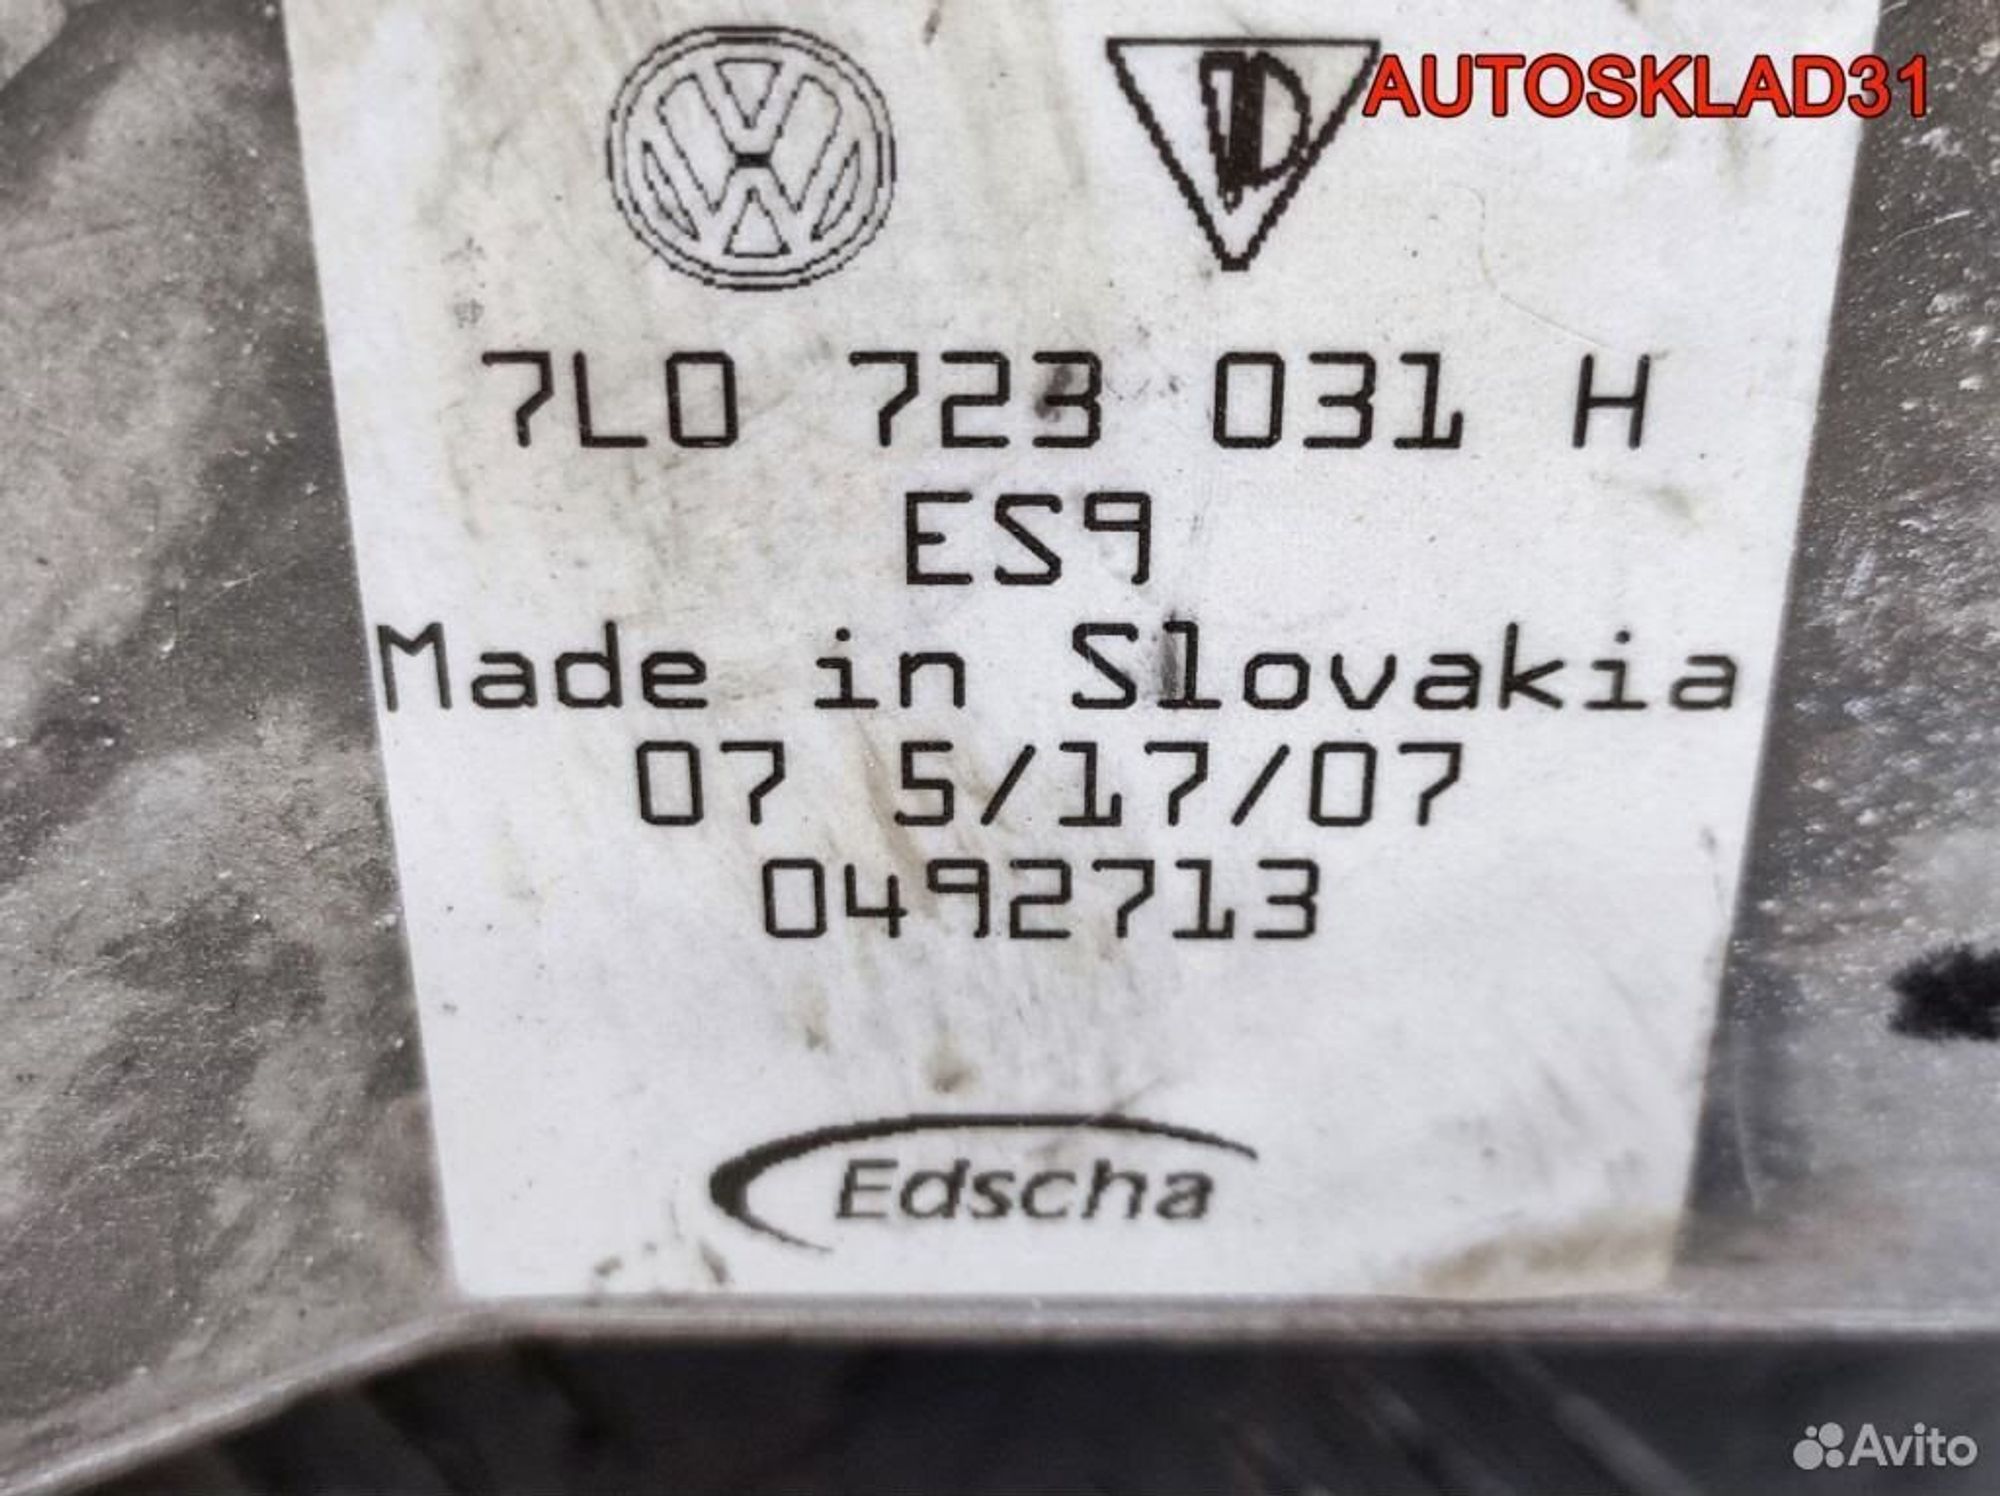 AUTOSKLAD31
7L0 723 031 H
ES9
Made in Slovakia
07 5/17/07
0492713
Edscha
Avito